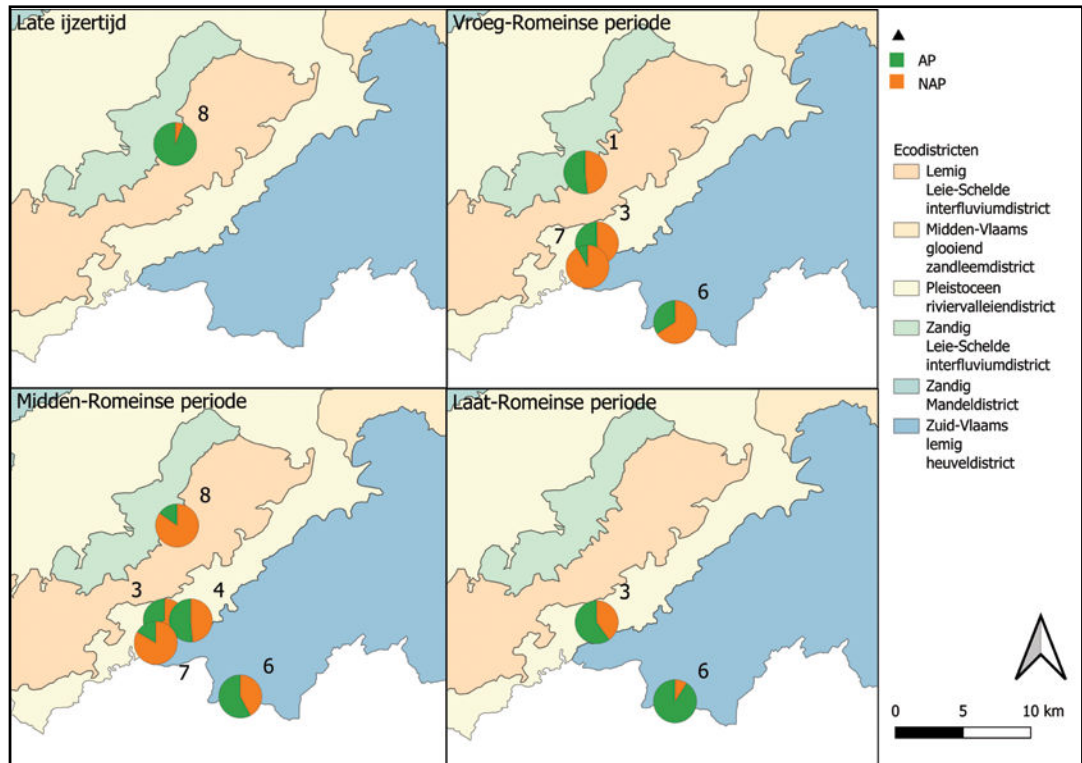 Late ijzertijd
8
Vroeg-Romeinse periode
1
3
7
6
Midden-Romeinse periode
8
3
4
7
6
Laat-Romeinse periode
3
6
AP
NAP
Ecodistricten
Lemig
Leie-Schelde
interfluviumdistrict
Midden-Vlaams
glooiend
zandleemdistrict
Pleistoceen
riviervalleiendistrict
Zandig
Leie-Schelde
interfluviumdistrict
Zandig
Mandeldistrict
Zuid-Vlaams
lemig
heuveldistrict
0 5 10 km